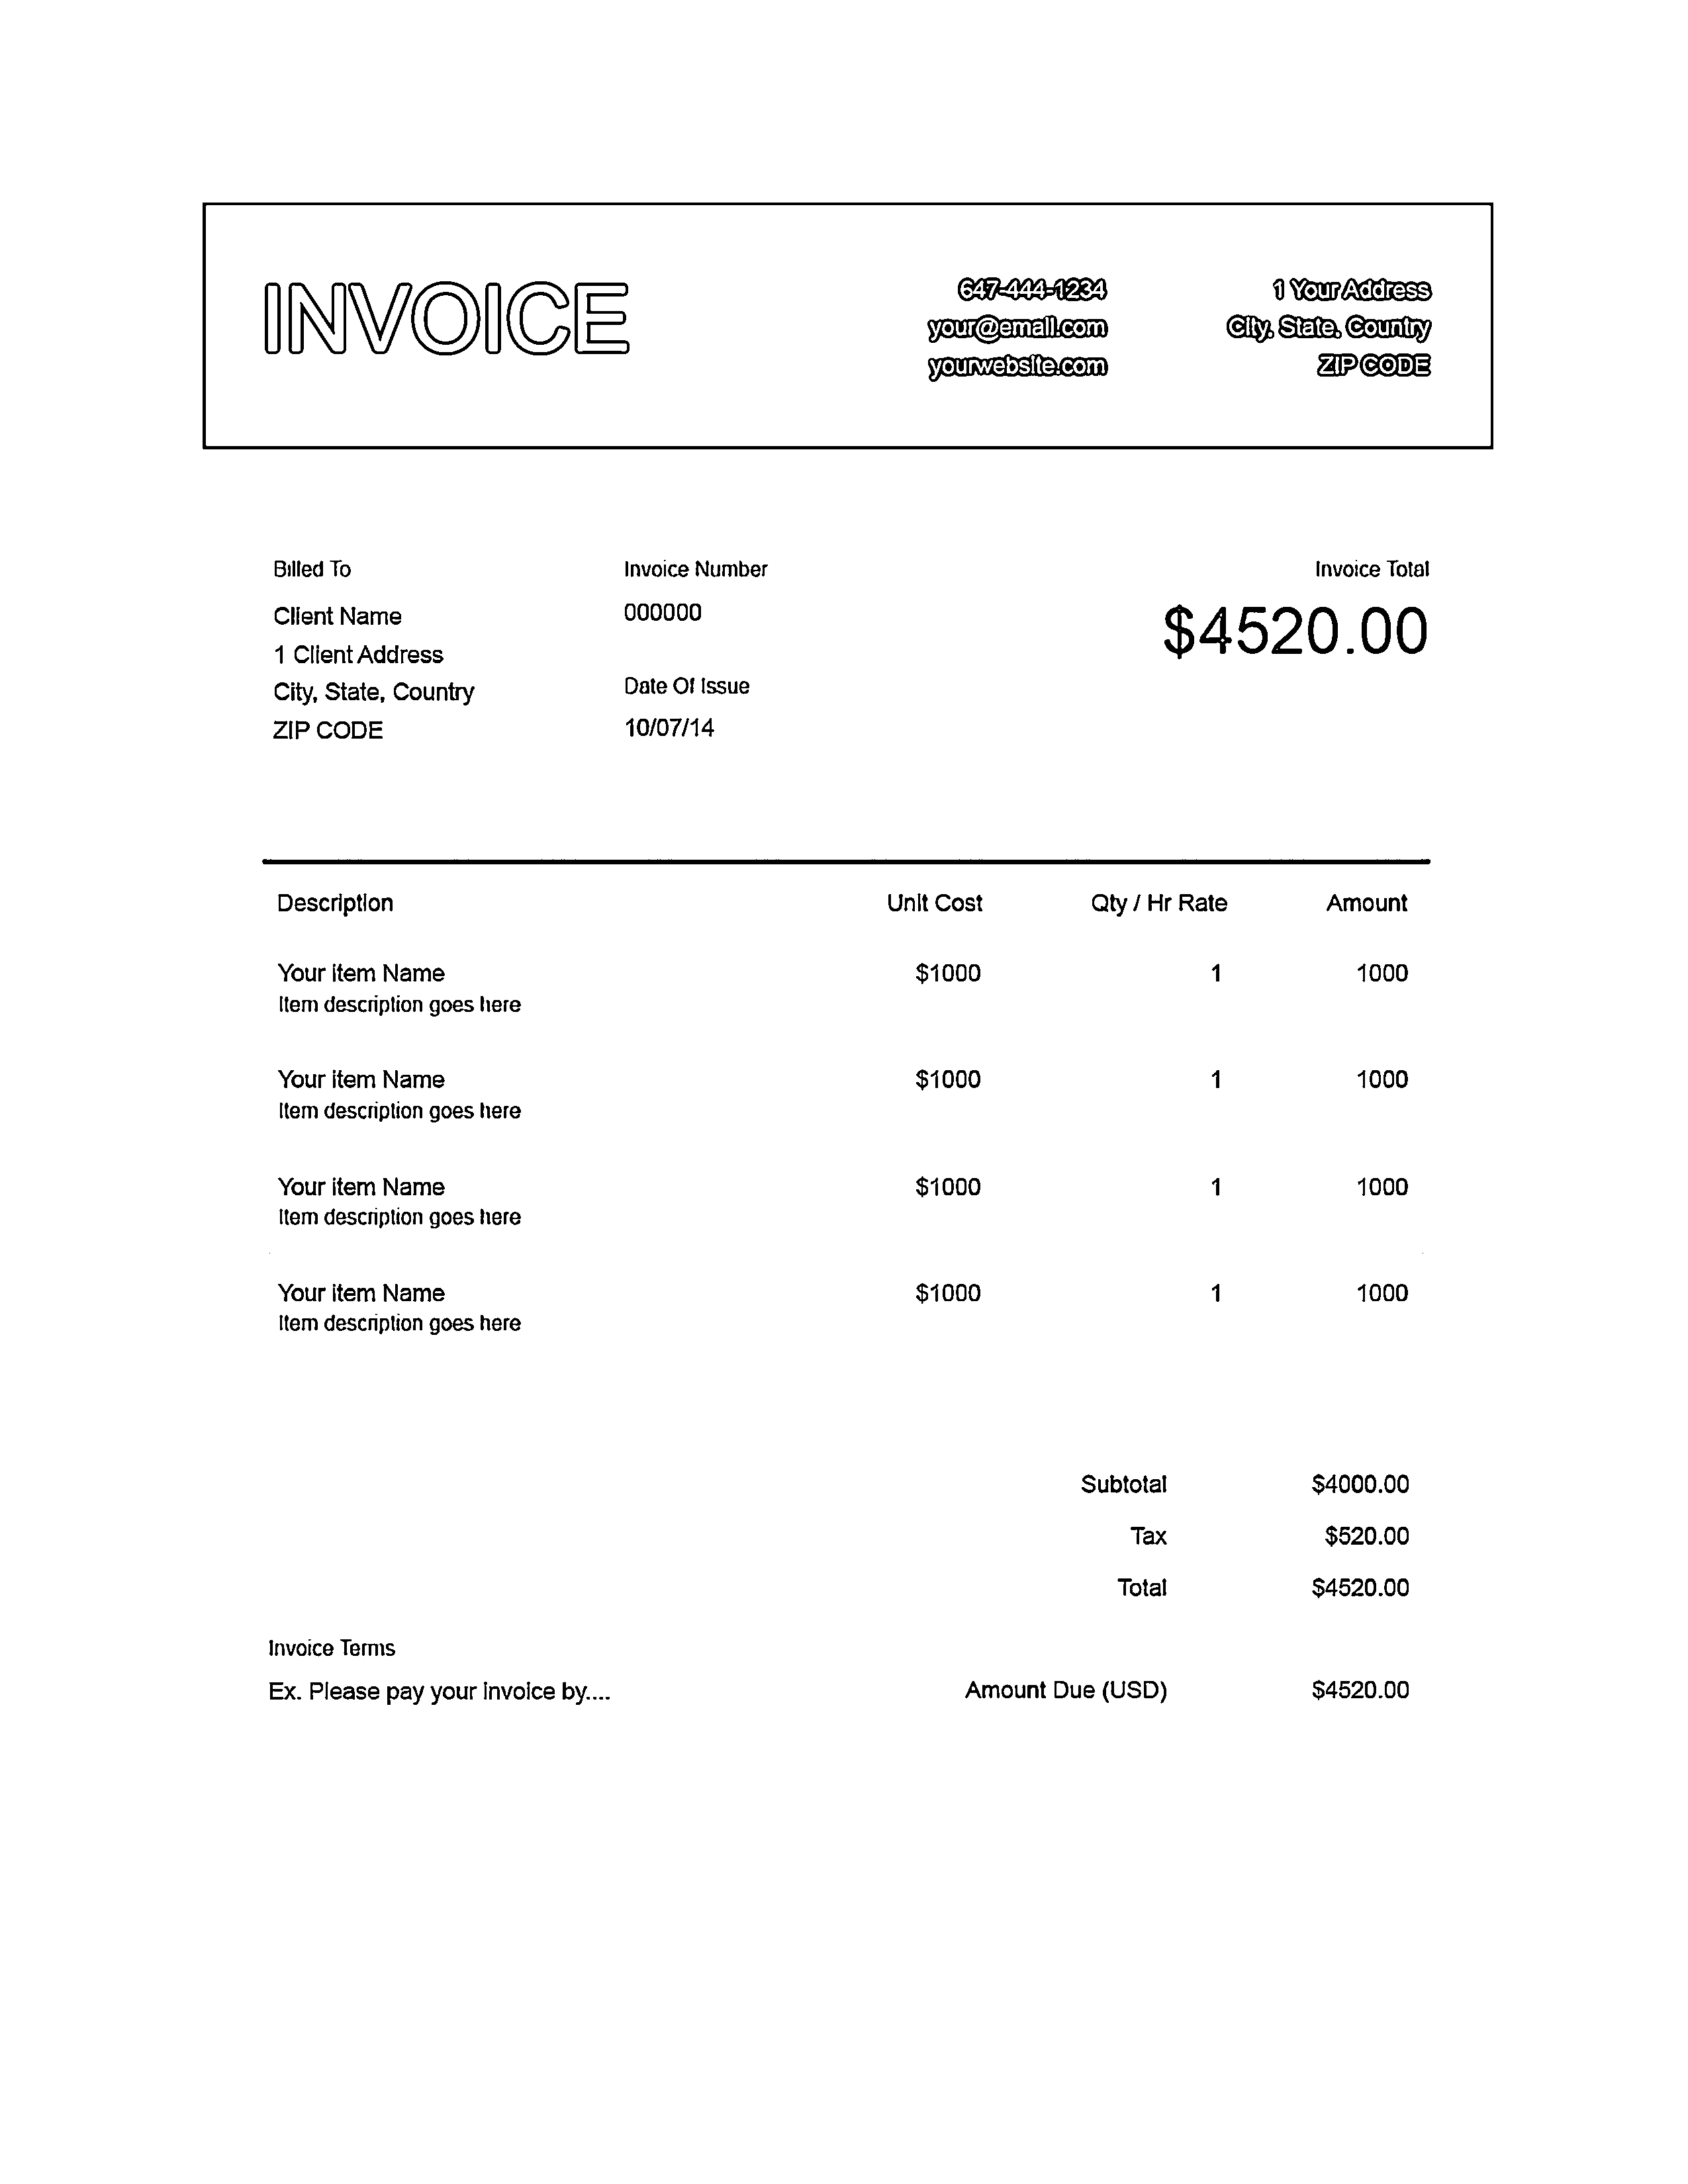 INVOICE
647-444-1234
your@email.com
yourwebsite.com
1 Your Address
City, State, Country
ZIP CODE
Billed To
Client Name
1 Client Address
City, State, Country
ZIP CODE
Invoice Number
000000
Date Of Issue
10/07/14
Invoice Total
$4520.00
Description Unit Cost Qty / Hr Rate Amount
Your item Name $1000 1 1000
Item description goes here
Your item Name $1000 1 1000
Item description goes here
Your item Name $1000 1 1000
Item description goes here
Your item Name $1000 1 1000
Item description goes here
Subtotal $4000.00
Tax $520.00
Total $4520.00
Invoice Terms
Ex. Please pay your invoice by....
Amount Due (USD) $4520.00